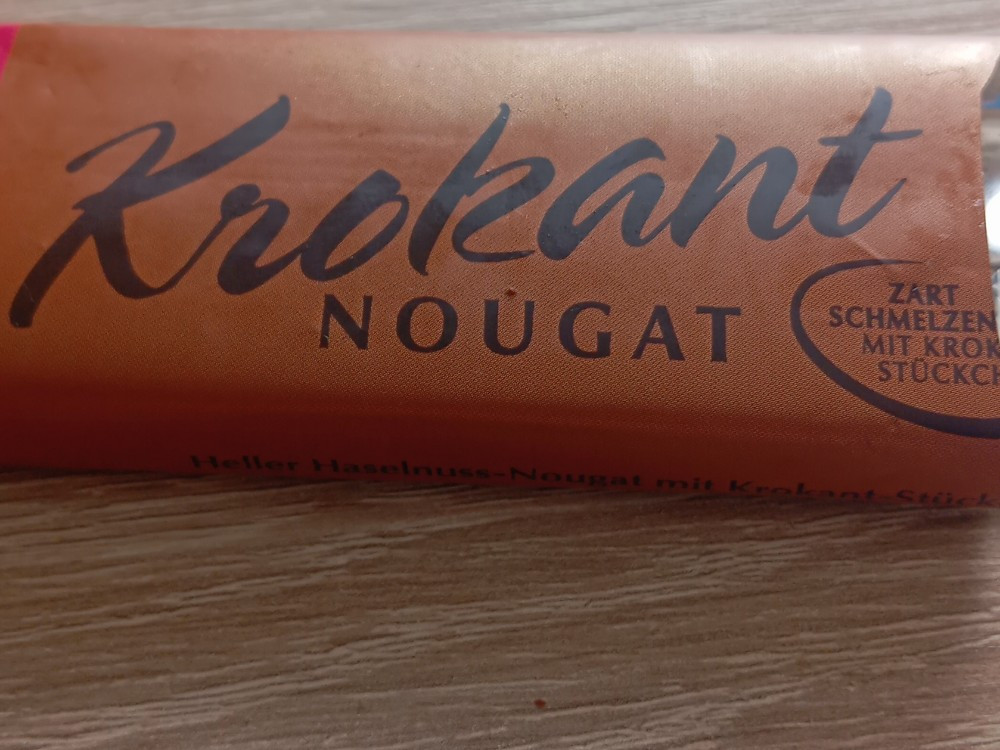 Krokant
NOUGAT
ZART
SCHMELZEN
MIT KROK
STÜCKCH
Heller Haselnuss-Nougat mit Krokant-Stück